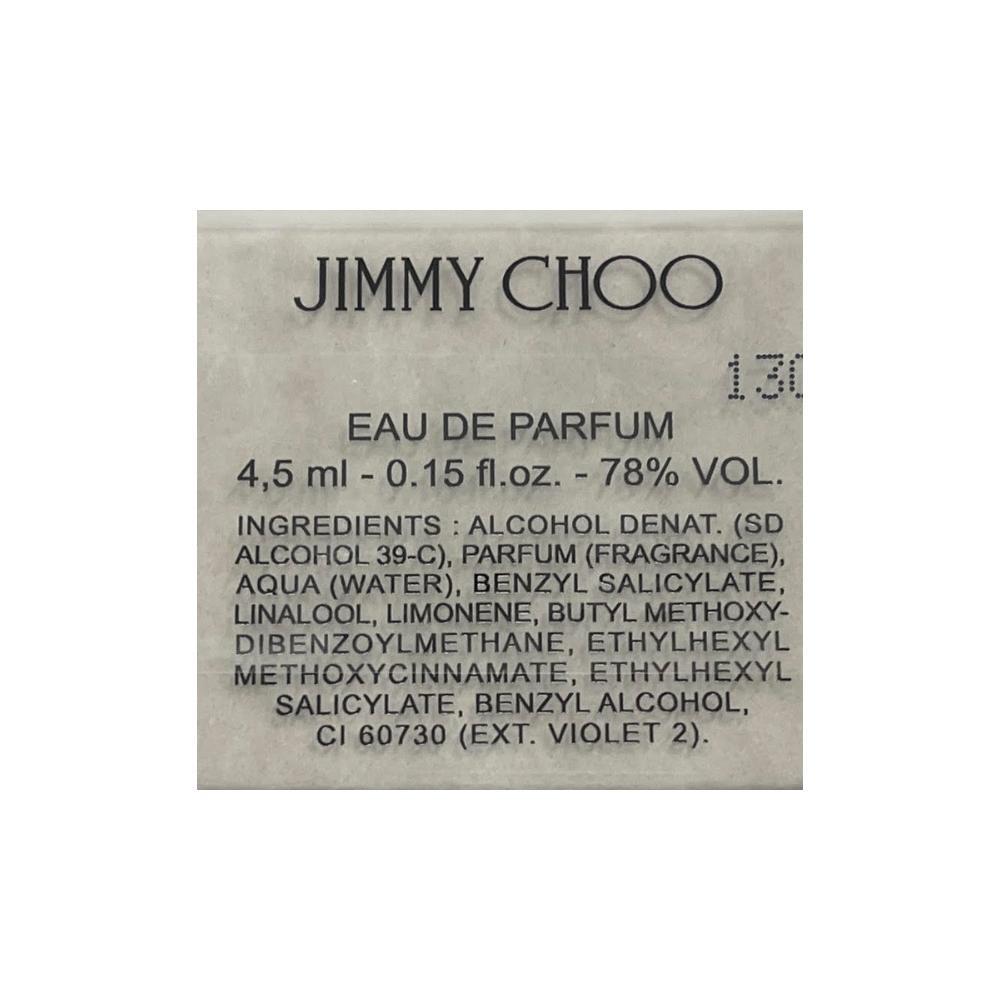 JIMMY CHOO
130
EAU DE PARFUM
4,5 ml - 0.15 fl.oz. - 78% VOL.
INGREDIENTS : ALCOHOL DENAT. (SD
ALCOHOL 39-C), PARFUM (FRAGRANCE),
AQUA (WATER), BENZYL SALICYLATE,
LINALOOL, LIMONENE, BUTYL METHOXY-
DIBENZOYLMETHANE, ETHYLHEXYL
METHOXYCINNAMATE, ETHYLHEXYL
SALICYLATE, BENZYL ALCOHOL,
CI 60730 (EXT. VIOLET 2).